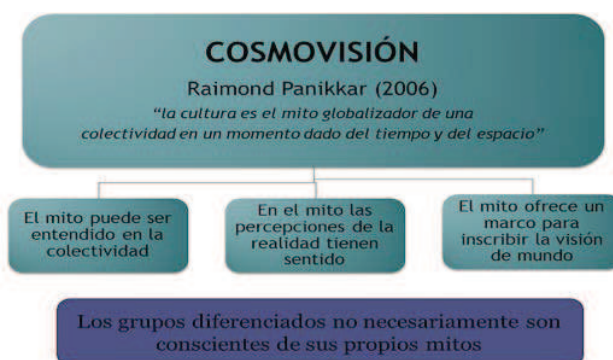 COSMOVISIÓN
Raimond Panikkar (2006)
“la cultura es el mito globalizador de una
colectividad en un momento dado del tiempo y del espacio”
El mito puede ser
entendido en la
colectividad
En el mito las
percepciones de la
realidad tienen
sentido
El mito ofrece un
marco para
inscribir la visión
de mundo
Los grupos diferenciados no necesariamente son
conscientes de sus propios mitos